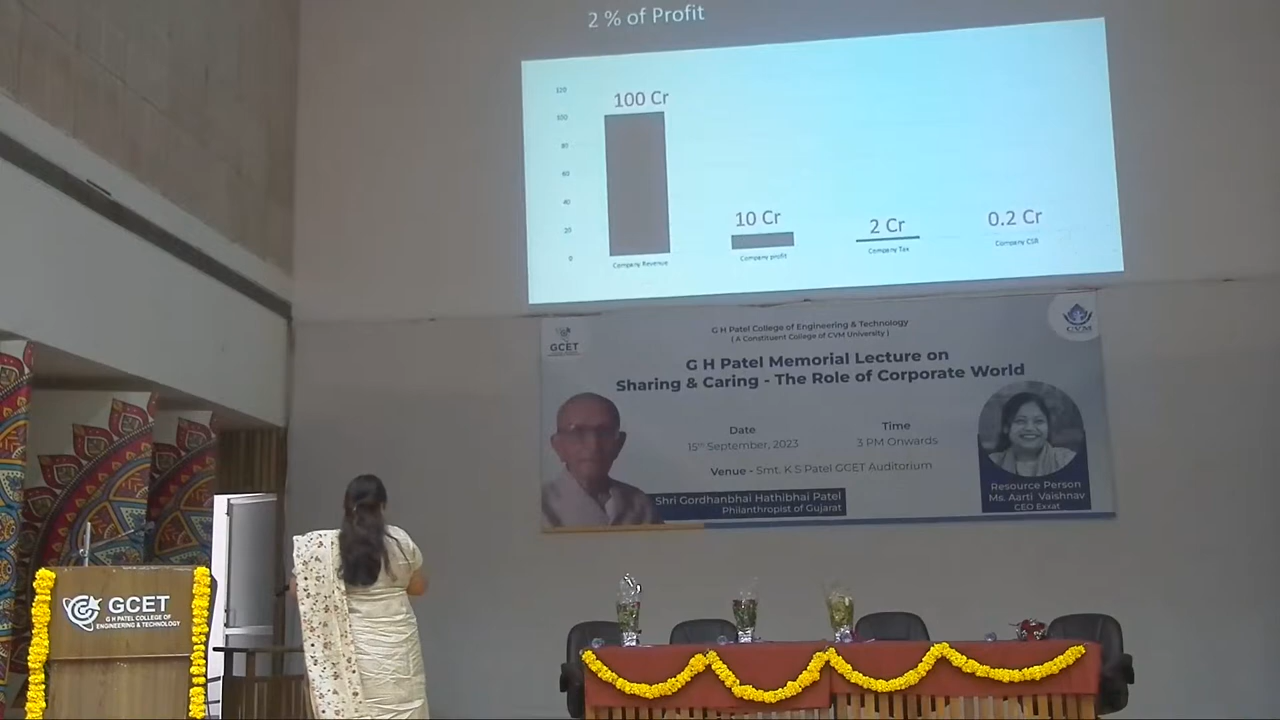 2 % of Profit
120
100
80
60
40
20
0
100 Cr
10 Cr
2 Cr
0.2 Cr
Company Revenue
Company profit
Company Tax
Company CSR
GCET
CVM
G H Patel College of Engineering & Technology
( A Constituent College of CVM University )
G H Patel Memorial Lecture on
Sharing & Caring - The Role of Corporate World
Date
15th September, 2023
Time
3 PM Onwards
Venue - Smt. K S Patel GCET Auditorium
Shri Gordhanbhai Hathibhai Patel
Philanthropist of Gujarat
Resource Person
Ms. Aarti Vaishnav
CEO Exxat
GCET
G H PATEL COLLEGE OF
ENGINEERING & TECHNOLOGY